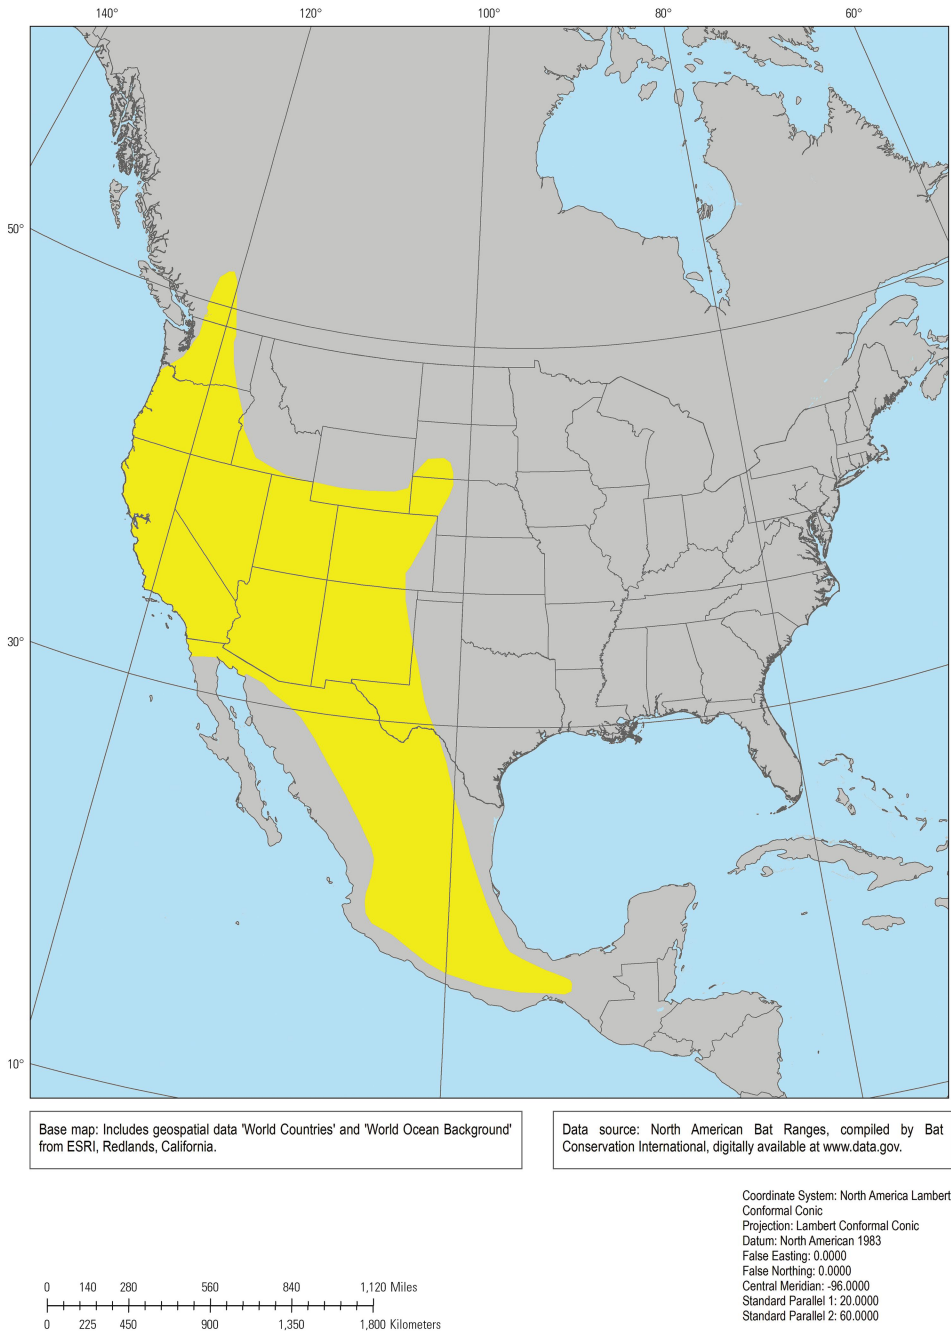 140°
120°
100°
80°
60°
50°
30°
10°
Base map: Includes geospatial data 'World Countries' and 'World Ocean Background'
from ESRI, Redlands, California.
Data source: North American Bat Ranges, compiled by Bat
Conservation International, digitally available at www.data.gov.
Coordinate System: North America Lambert
Conformal Conic
Projection: Lambert Conformal Conic
Datum: North American 1983
False Easting: 0.0000
False Northing: 0.0000
Central Meridian: -96.0000
Standard Parallel 1: 20.0000
Standard Parallel 2: 60.0000
0 140 280 560 840 1,120 Miles
0 225 450 900 1,350 1,800 Kilometers